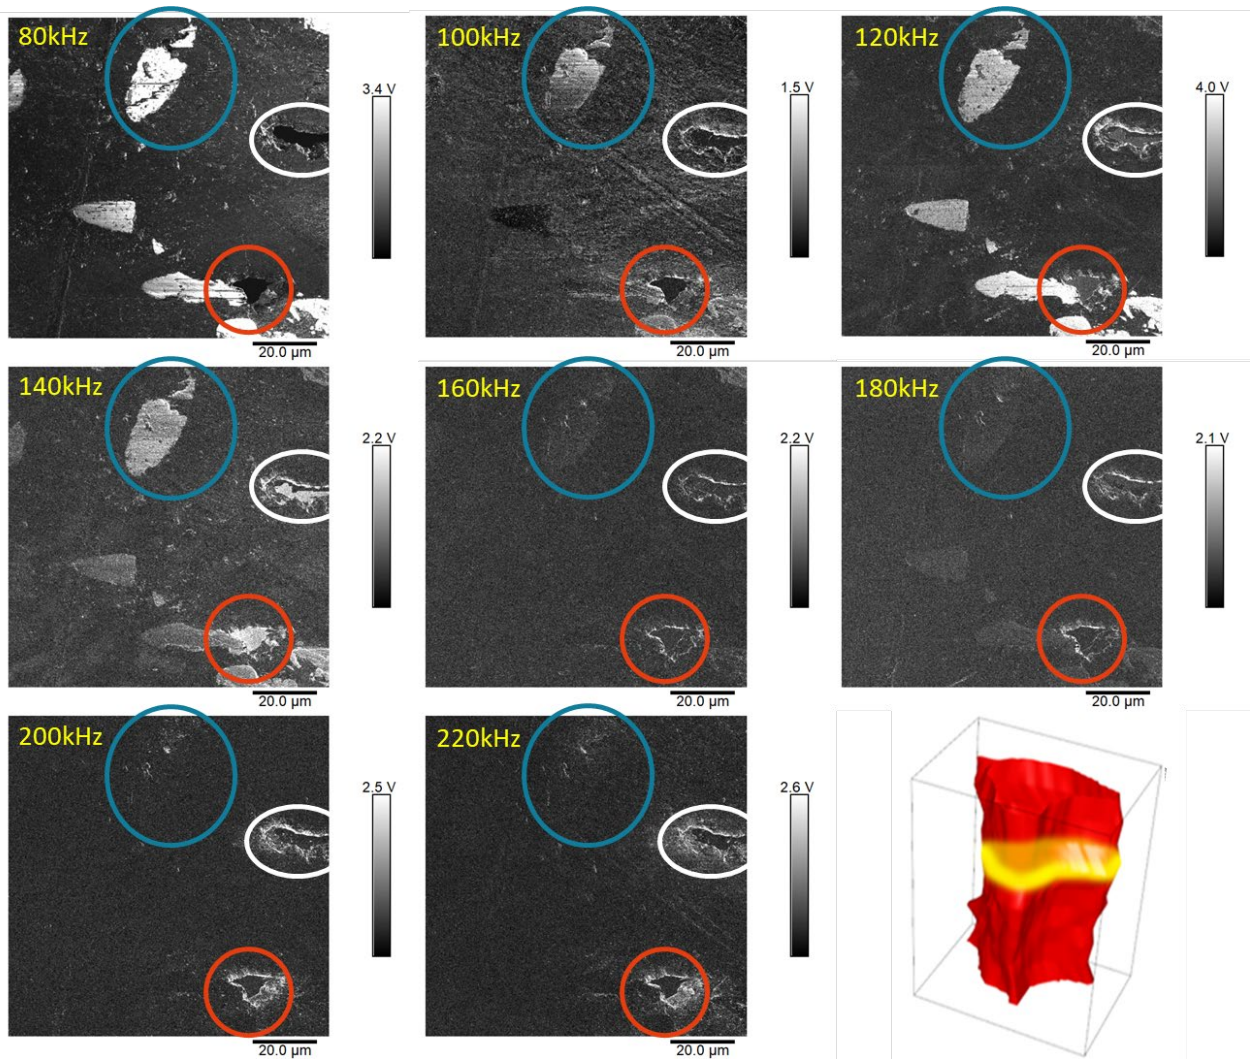 80kHz
3.4 V
20.0 µm
100kHz
1.5 V
20.0 µm
120kHz
4.0 V
20.0 µm
140kHz
2.2 V
20.0 µm
160kHz
2.2 V
20.0 µm
180kHz
2.1 V
20.0 µm
200kHz
2.5 V
20.0 µm
220kHz
2.6 V
20.0 µm